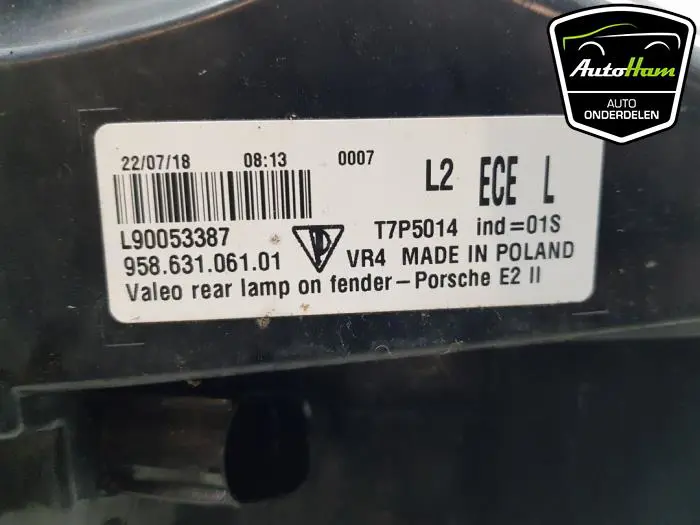 AutoHam
AUTO
ONDERDELEN
22/07/18 08:13 0007 L2 ECE L
L90053387 T7P5014 ind=01S
958.631.061.01 VR4 MADE IN POLAND
Valeo rear lamp on fender-Porsche E2 II